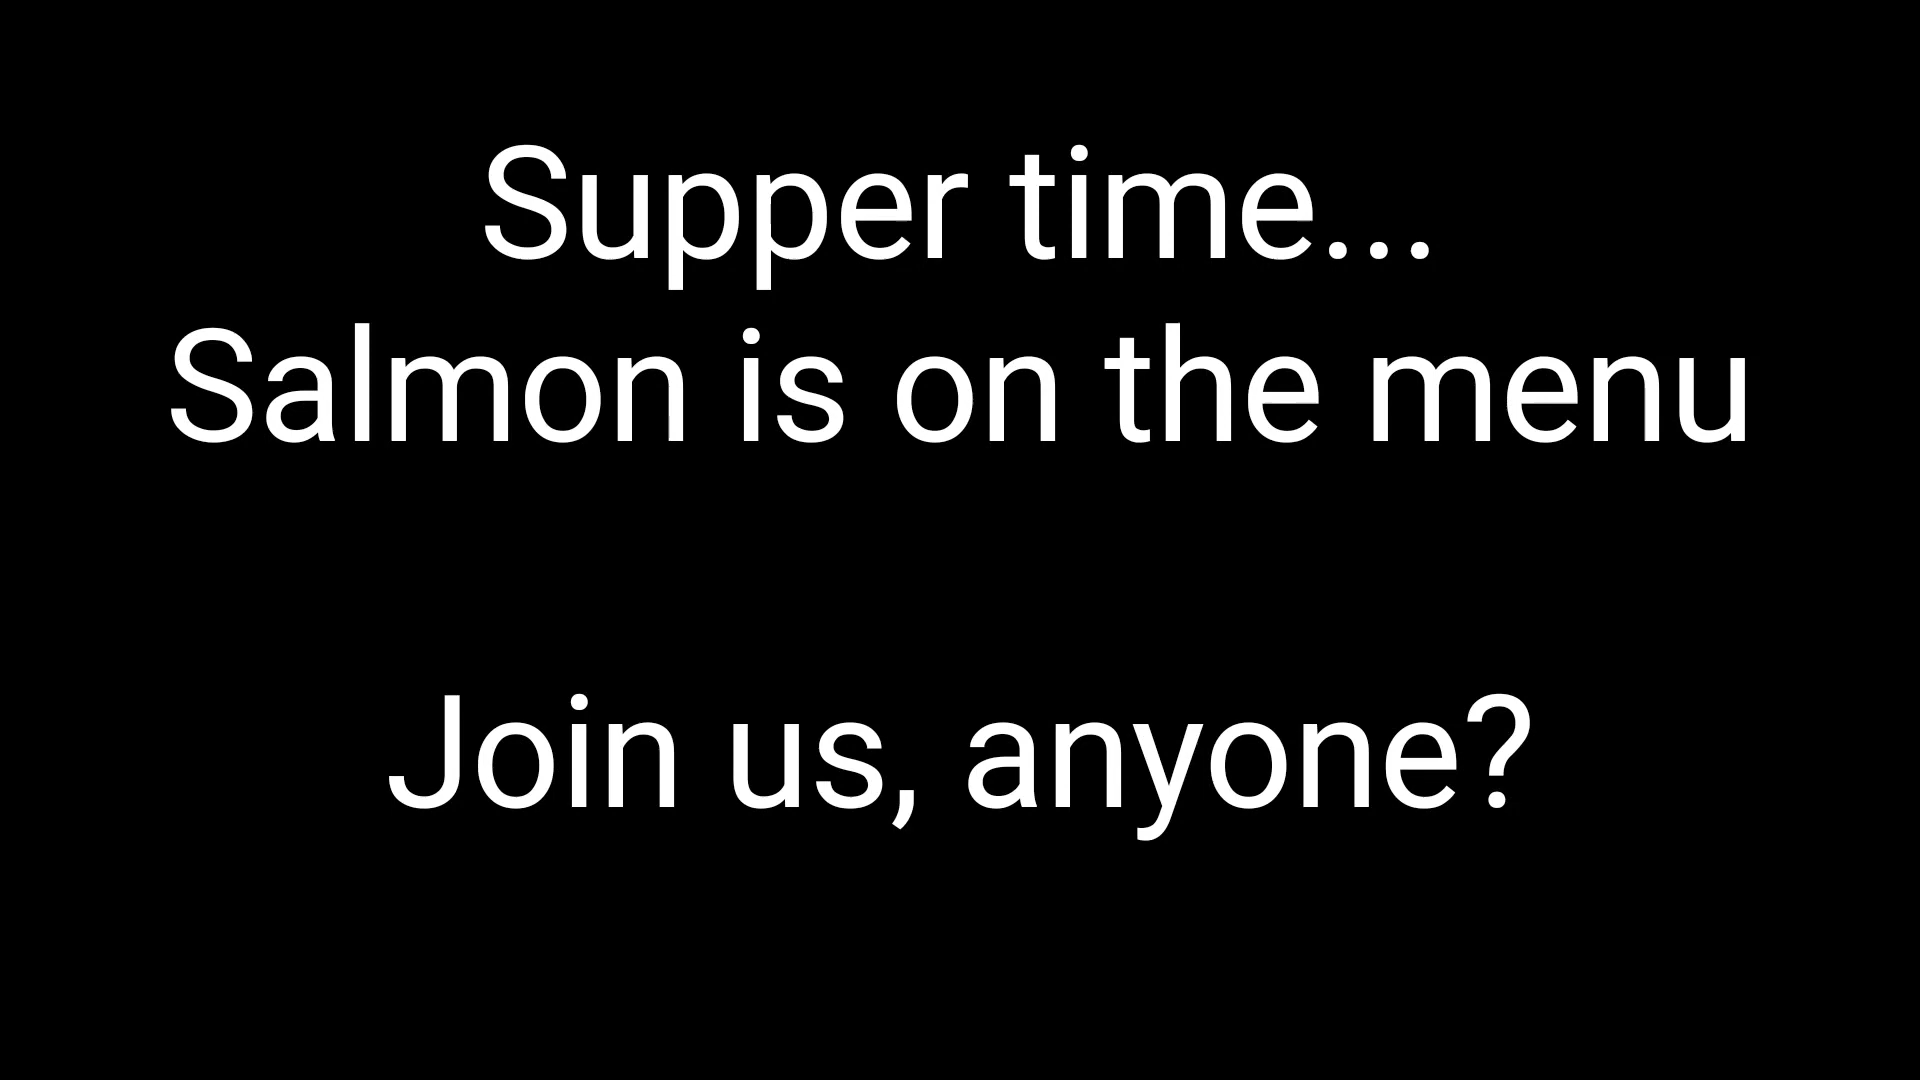 Supper time...
Salmon is on the menu
Join us, anyone?